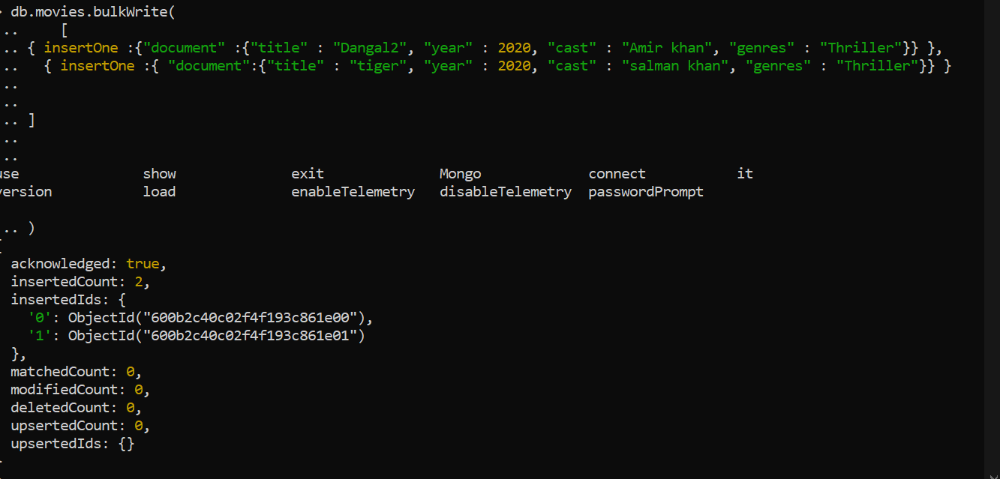 db.movies.bulkWrite(
..     [
.. { insertOne :{"document" :{"title" : "Dangal2", "year" : 2020, "cast" : "Amir khan", "genres" : "Thriller"}} },
..   { insertOne :{ "document":{"title" : "tiger", "year" : 2020, "cast" : "salman khan", "genres" : "Thriller"}} }
..
..
.. ]
..
..
use show exit Mongo connect it
version load enableTelemetry disableTelemetry passwordPrompt
.. )
acknowledged: true,
insertedCount: 2,
insertedIds: {
  '0': ObjectId("600b2c40c02f4f193c861e00"),
  '1': ObjectId("600b2c40c02f4f193c861e01")
},
matchedCount: 0,
modifiedCount: 0,
deletedCount: 0,
upsertedCount: 0,
upsertedIds: {}